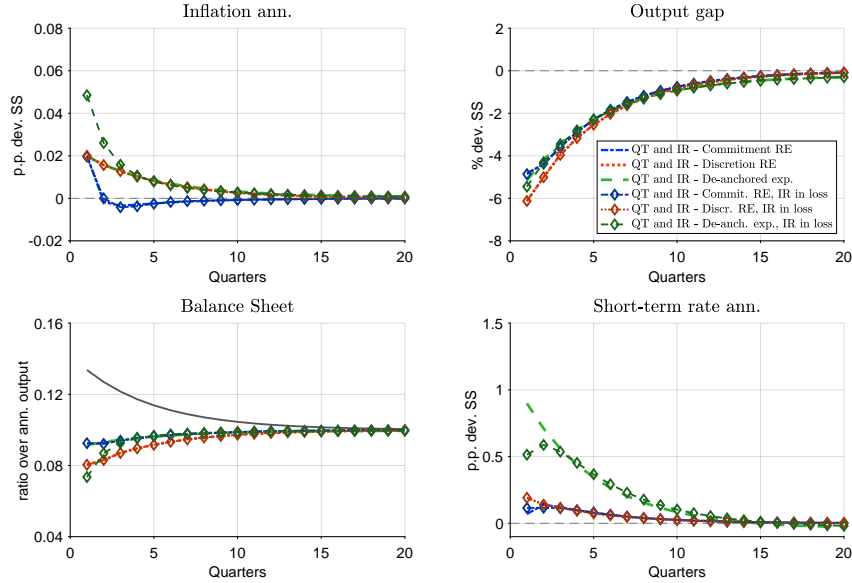 Inflation ann.
0.08
0.06
0.04
0.02
0
-0.02
p.p. dev. SS
0 5 10 15 20
Quarters
Output gap
2
0
-2
-4
-6
-8
% dev. SS
QT and IR - Commitment RE
QT and IR - Discretion RE
QT and IR - De-anchored exp.
QT and IR - Commit. RE, IR in loss
QT and IR - Discr. RE, IR in loss
QT and IR - De-anch. exp., IR in loss
0 5 10 15 20
Quarters
Balance Sheet
0.16
0.12
0.08
0.04
ratio over ann. output
0 5 10 15 20
Quarters
Short-term rate ann.
1.5
1
0.5
0
p.p. dev. SS
0 5 10 15 20
Quarters